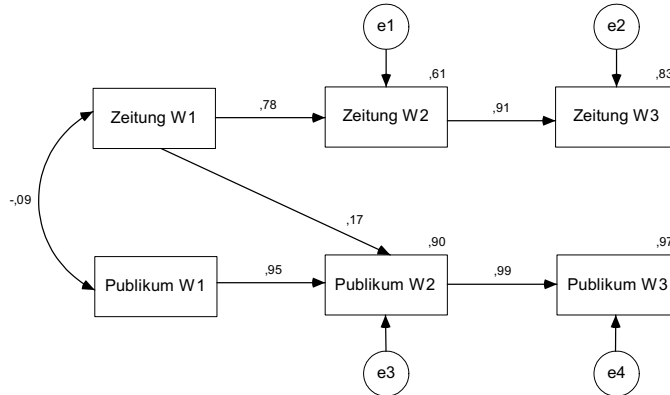 e1
e2
,61
,83
Zeitung W1
,78
Zeitung W2
,91
Zeitung W3
-,09
,17
,90
,97
Publikum W1
,95
Publikum W2
,99
Publikum W3
e3
e4